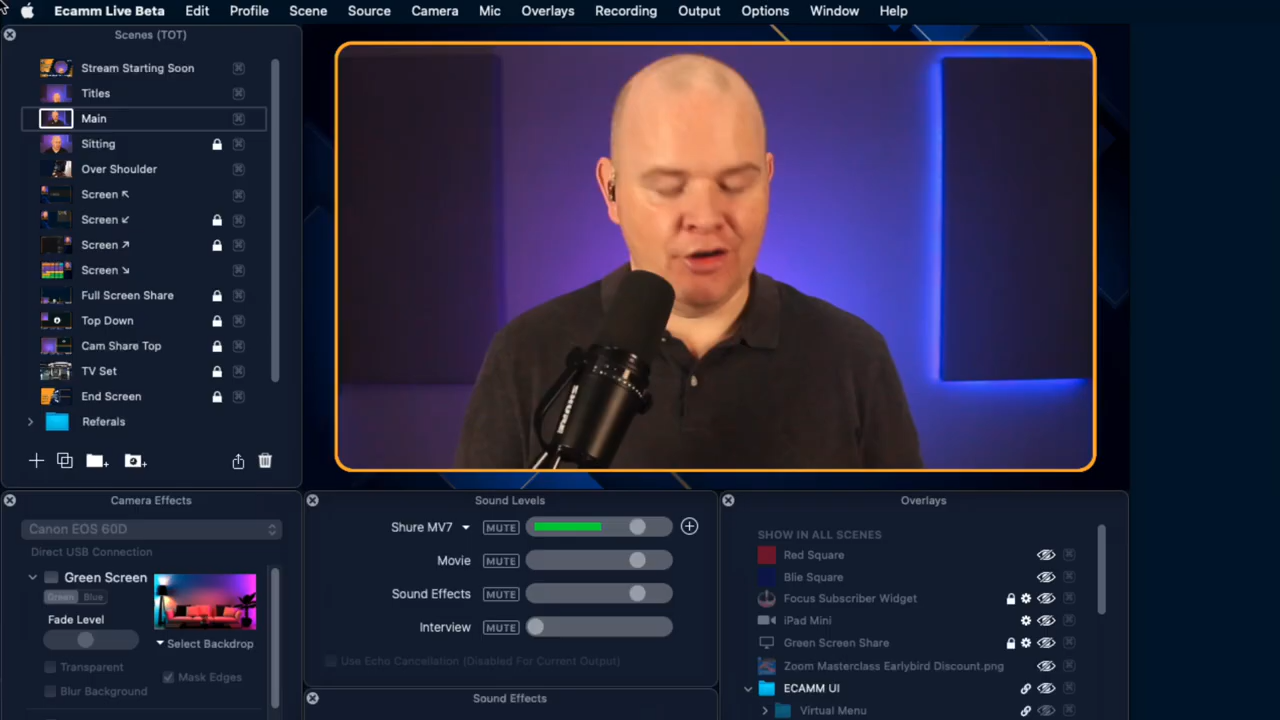 Ecamm Live Beta Edit Profile Scene Source Camera Mic Overlays Recording Output Options Window Help
Scenes (TOT)
Stream Starting Soon
Titles
Main
Sitting
Over Shoulder
Screen ↖
Screen ↙
Screen ↗
Screen ↘
Full Screen Share
Top Down
Cam Share Top
TV Set
End Screen
Referals
Camera Effects
Canon EOS 60D
Direct USB Connection
Green Screen
Green Blue
Fade Level
Select Backdrop
Transparent
Mask Edges
Blur Background
Sound Levels
Shure MV7 MUTE
Movie MUTE
Sound Effects MUTE
Interview MUTE
Use Echo Cancellation (Disabled For Current Output)
Sound Effects
Overlays
SHOW IN ALL SCENES
Red Square
Blie Square
Focus Subscriber Widget
iPad Mini
Green Screen Share
Zoom Masterclass Earlybird Discount.png
ECAMM UI
Virtual Menu
SHURE